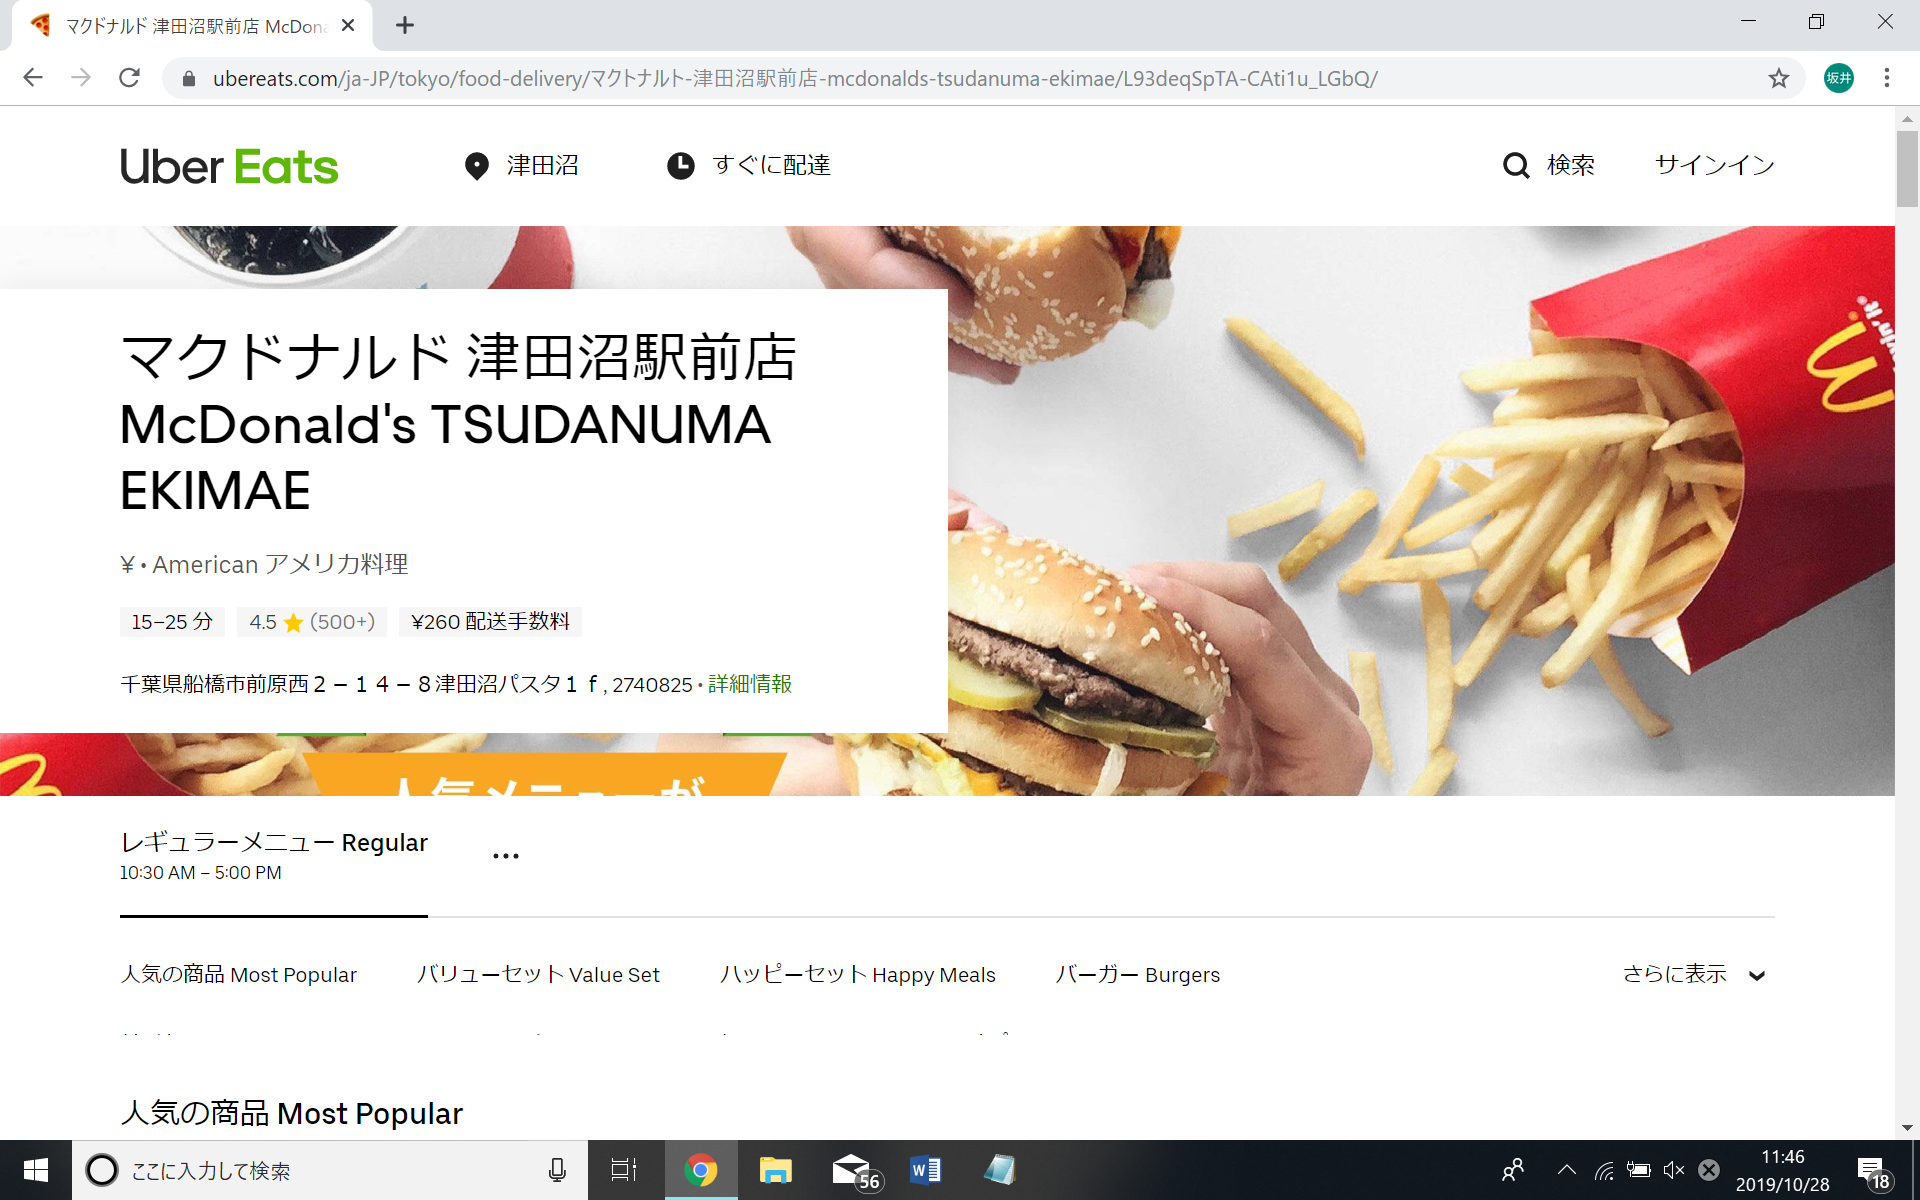 マクドナルド 津田沼駅前店 McDon
ubereats.com/ja-JP/tokyo/food-delivery/マクトナルト-津田沼駅前店-mcdonalds-tsudanuma-ekimae/L93deqSpTA-CAti1u_LGbQ/
坂井
Uber Eats
津田沼
すぐに配達
検索
サインイン
マクドナルド 津田沼駅前店
McDonald's TSUDANUMA
EKIMAE
¥ • American アメリカ料理
15–25 分
4.5 ★ (500+)
¥260 配送手数料
千葉県船橋市前原西２－１４－８津田沼パスタ１ｆ, 2740825 • 詳細情報
人気メニューが
レギュラーメニュー Regular
10:30 AM – 5:00 PM
人気の商品 Most Popular
バリューセット Value Set
ハッピーセット Happy Meals
バーガー Burgers
さらに表示
人気の商品 Most Popular
ここに入力して検索
56
11:46
2019/10/28
18